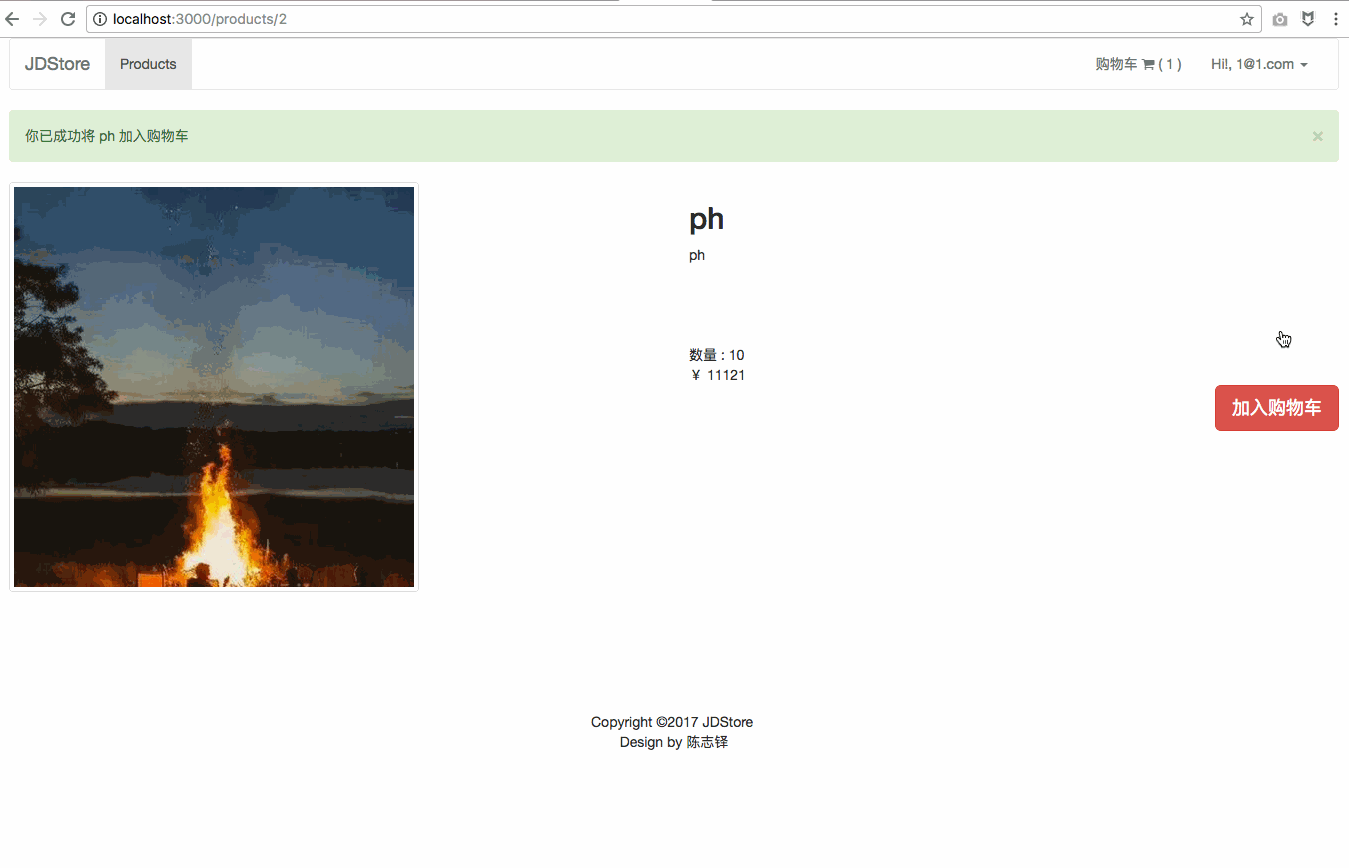 localhost:3000/products/2
JDStore Products 购物车 ( 1 ) Hi!, 1@1.com
你已成功将 ph 加入购物车 ×
ph
ph
数量 : 10
￥ 11121
加入购物车
Copyright ©2017 JDStore
Design by 陈志铎